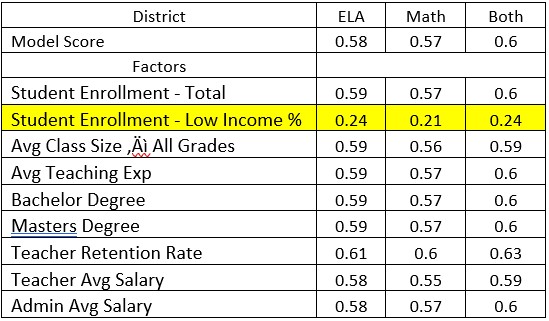 District ELA Math Both
Model Score 0.58 0.57 0.6
Factors
Student Enrollment - Total 0.59 0.57 0.6
Student Enrollment - Low Income % 0.24 0.21 0.24
Avg Class Size ‚Äì All Grades 0.59 0.56 0.59
Avg Teaching Exp 0.59 0.57 0.6
Bachelor Degree 0.59 0.57 0.6
Masters Degree 0.59 0.57 0.6
Teacher Retention Rate 0.61 0.6 0.63
Teacher Avg Salary 0.58 0.55 0.59
Admin Avg Salary 0.58 0.57 0.6